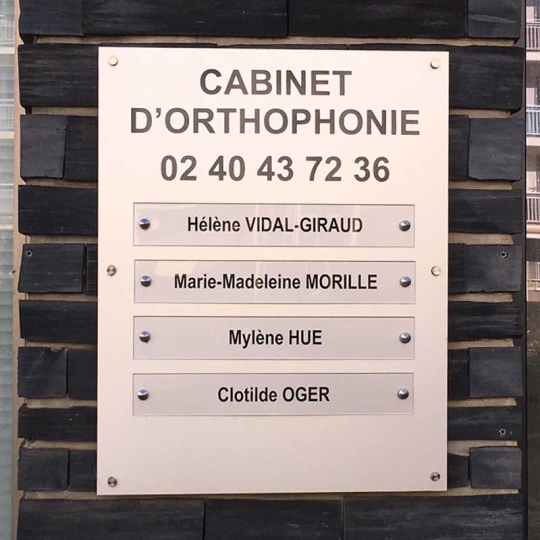 CABINET
D'ORTHOPHONIE
02 40 43 72 36
Hélène VIDAL-GIRAUD
Marie-Madeleine MORILLE
Mylène HUE
Clotilde OGER